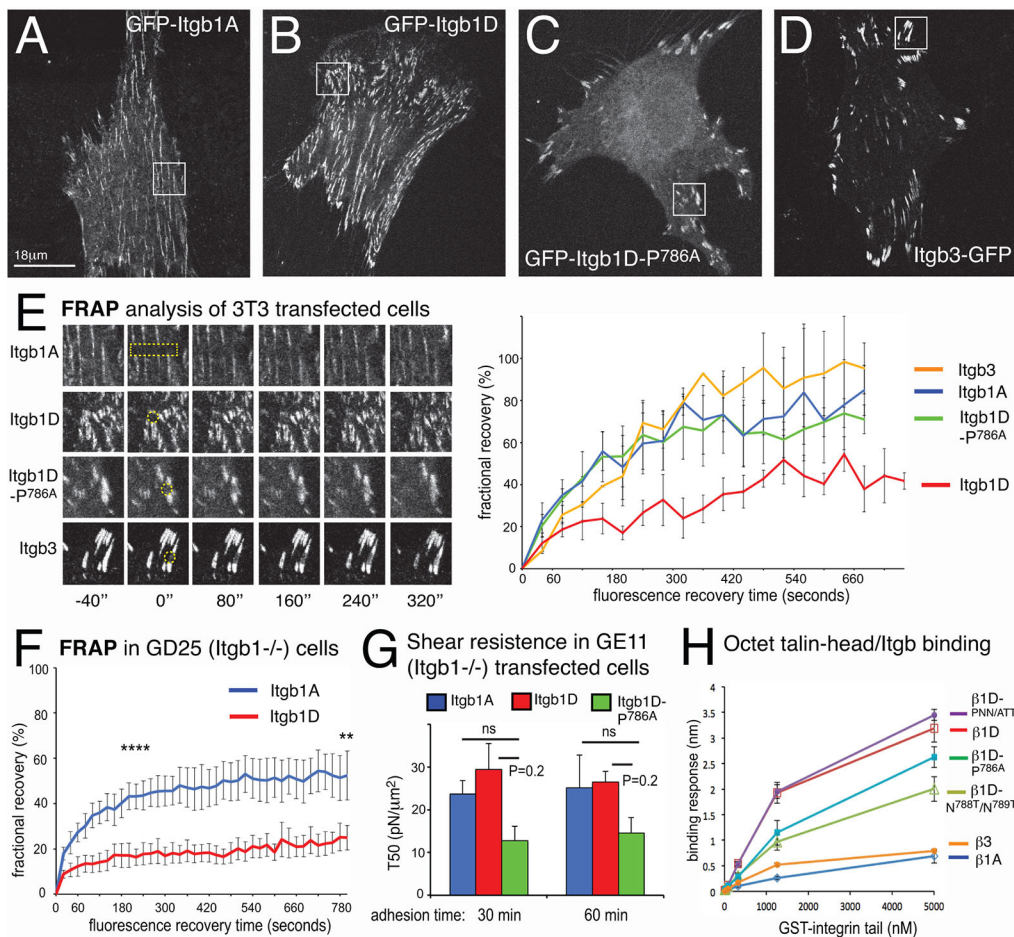 A
GFP-Itgb1A
B
GFP-Itgb1D
C
GFP-Itgb1D-P786A
D
Itgb3-GFP
18μm
E FRAP analysis of 3T3 transfected cells
Itgb1A
Itgb1D
Itgb1D
-P786A
Itgb3
-40” 0” 80” 160” 240” 320”
fractional recovery (%)
100
80
60
40
20
0
0 60 180 300 420 540 660
fluorescence recovery time (seconds)
Itgb3
Itgb1A
Itgb1D
-P786A
Itgb1D
F FRAP in GD25 (Itgb1-/-) cells
Itgb1A
Itgb1D
fractional recovery (%)
100
80
60
40
20
0
****
**
0 60 180 300 420 540 660 780
fluorescence recovery time (seconds)
G Shear resistence in GE11
(Itgb1-/-) transfected cells
Itgb1A Itgb1D Itgb1D-
P786A
T50 (pN/μm2)
40
30
20
10
0
ns
P=0.2
ns
P=0.2
adhesion time: 30 min 60 min
H Octet talin-head/Itgb binding
binding response (nm)
4
3.5
3
2.5
2
1.5
1
0.5
0
0 1000 2000 3000 4000 5000
GST-integrin tail (nM)
β1D-
PNN/ATT
β1D
β1D-
P786A
β1D-
N788T/N789T
β3
β1A